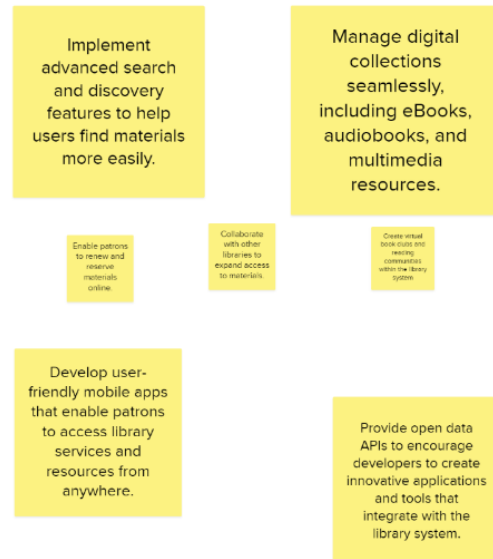 Implement
advanced search
and discovery
features to help
users find materials
more easily.
Manage digital
collections
seamlessly,
including eBooks,
audiobooks, and
multimedia
resources.
Enable patrons
to renew and
reserve
materials
online.
Collaborate
with other
libraries to
expand access
to materials.
Create virtual
book clubs and
reading
communities
within the library
system
Develop user-
friendly mobile apps
that enable patrons
to access library
services and
resources from
anywhere.
Provide open data
APIs to encourage
developers to create
innovative applications
and tools that
integrate with the
library system.